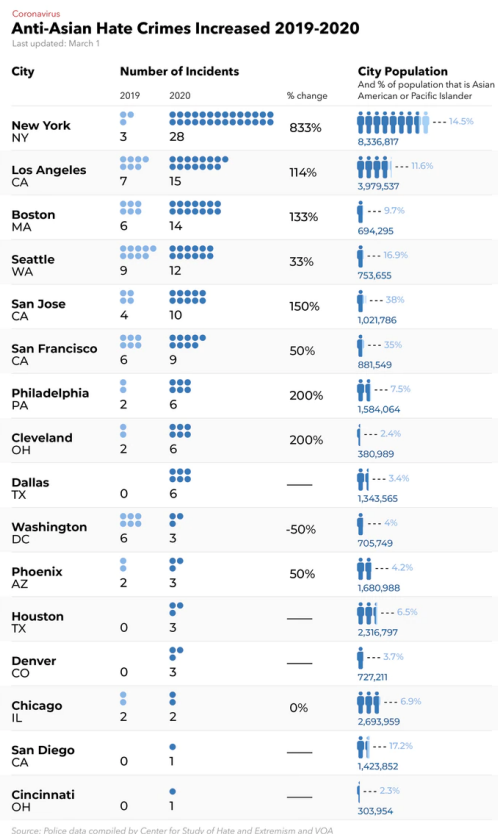 Coronavirus
Anti-Asian Hate Crimes Increased 2019-2020
Last updated: March 1
City Number of Incidents City Population
And % of population that is Asian
2019 2020 % change American or Pacific Islander
New York 833% 14.5%
NY 3 28 8,336,817
Los Angeles 114% 11.6%
CA 7 15 3,979,537
Boston 133% 9.7%
MA 6 14 694,295
Seattle 33% 16.9%
WA 9 12 753,655
San Jose 150% 38%
CA 4 10 1,021,786
San Francisco 50% 35%
CA 6 9 881,549
Philadelphia 200% 7.5%
PA 2 6 1,584,064
Cleveland 200% 2.4%
OH 2 6 380,989
Dallas 3.4%
TX 0 6 1,343,565
Washington -50% 4%
DC 6 3 705,749
Phoenix 50% 4.2%
AZ 2 3 1,680,988
Houston 6.5%
TX 0 3 2,316,797
Denver 3.7%
CO 0 3 727,211
Chicago 0% 6.9%
IL 2 2 2,693,959
San Diego 17.2%
CA 0 1 1,423,852
Cincinnati 2.3%
OH 0 1 303,954
Source: Police data compiled by Center for Study of Hate and Extremism and VOA